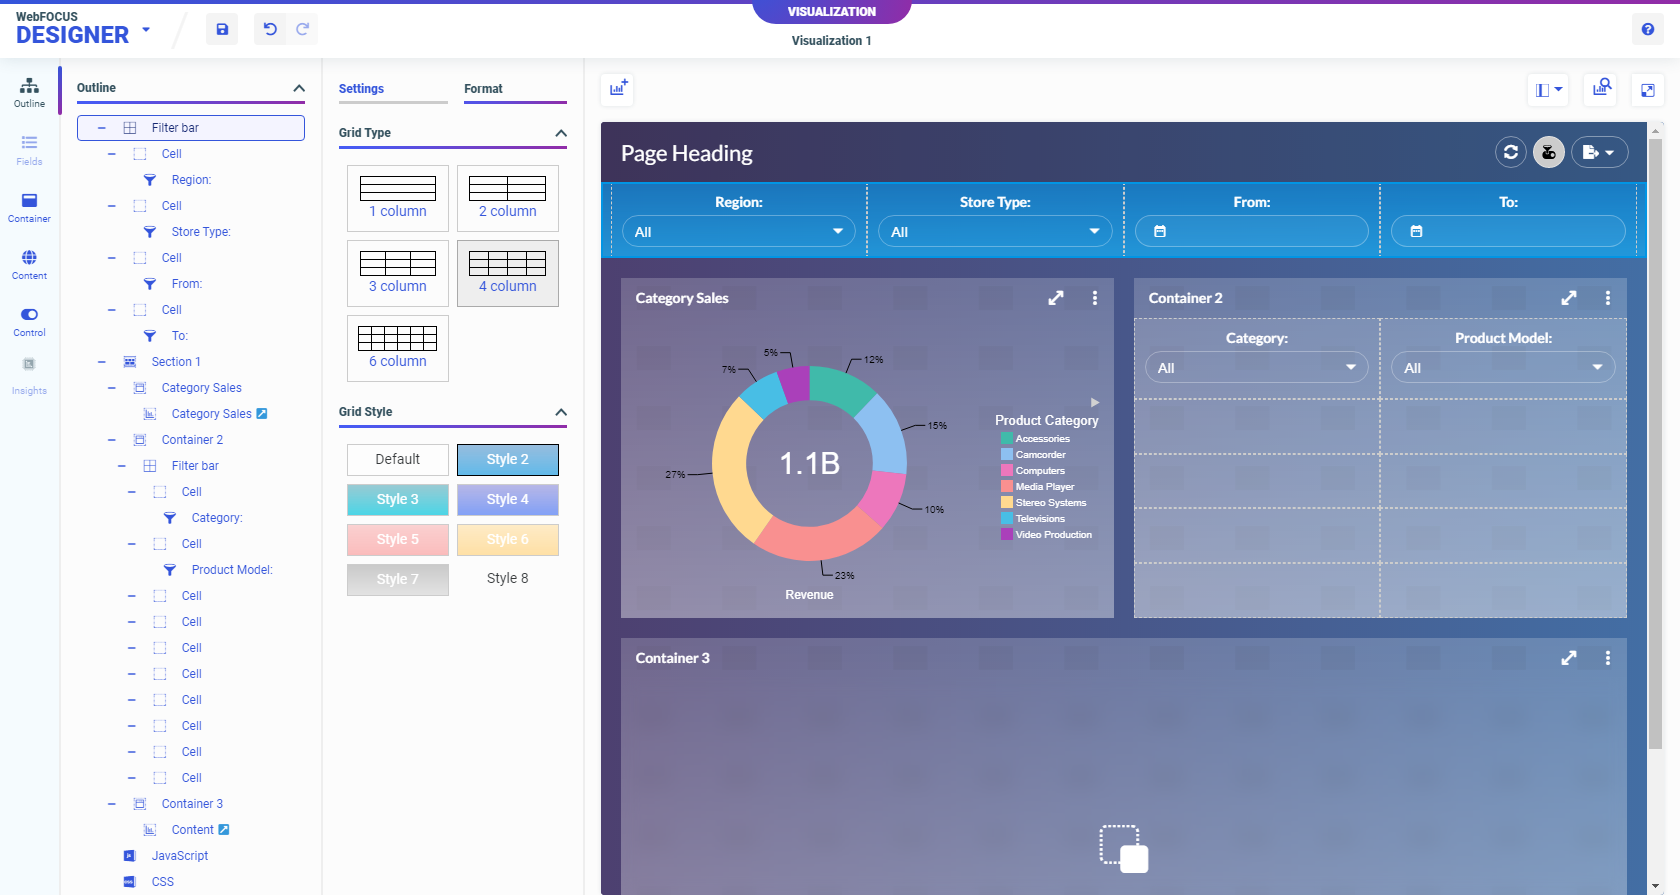 WebFOCUS
DESIGNER
VISUALIZATION
Visualization 1
Outline
Fields
Container
Content
Control
Insights
Outline
Filter bar
Cell
Region:
Cell
Store Type:
Cell
From:
Cell
To:
Section 1
Category Sales
Category Sales
Container 2
Filter bar
Cell
Category:
Cell
Product Model:
Cell
Cell
Cell
Cell
Cell
Cell
Cell
Cell
Container 3
Content
JavaScript
CSS
Settings
Format
Grid Type
1 column
2 column
3 column
4 column
6 column
Grid Style
Default
Style 2
Style 3
Style 4
Style 5
Style 6
Style 7
Style 8
Page Heading
Region:
All
Store Type:
All
From:
To:
Category Sales
5%
12%
7%
15%
27%
10%
23%
1.1B
Revenue
Product Category
Accessories
Camcorder
Computers
Media Player
Stereo Systems
Televisions
Video Production
Container 2
Category:
All
Product Model:
All
Container 3